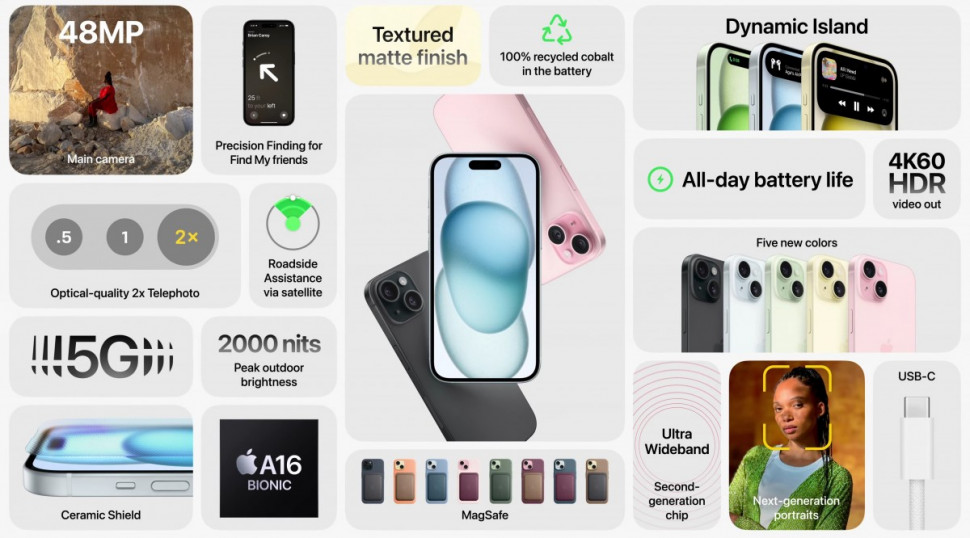 48MP
Main camera
Precision Finding for
Find My friends
.5
1
2×
Optical-quality 2x Telephoto
Roadside
Assistance
via satellite
5G
2000 nits
Peak outdoor
brightness
Ceramic Shield
A16
BIONIC
Textured
matte finish
100% recycled cobalt
in the battery
MagSafe
Dynamic Island
All-day battery life
4K60
HDR
video out
Five new colors
Ultra
Wideband
Second-
generation
chip
Next-generation
portraits
USB-C